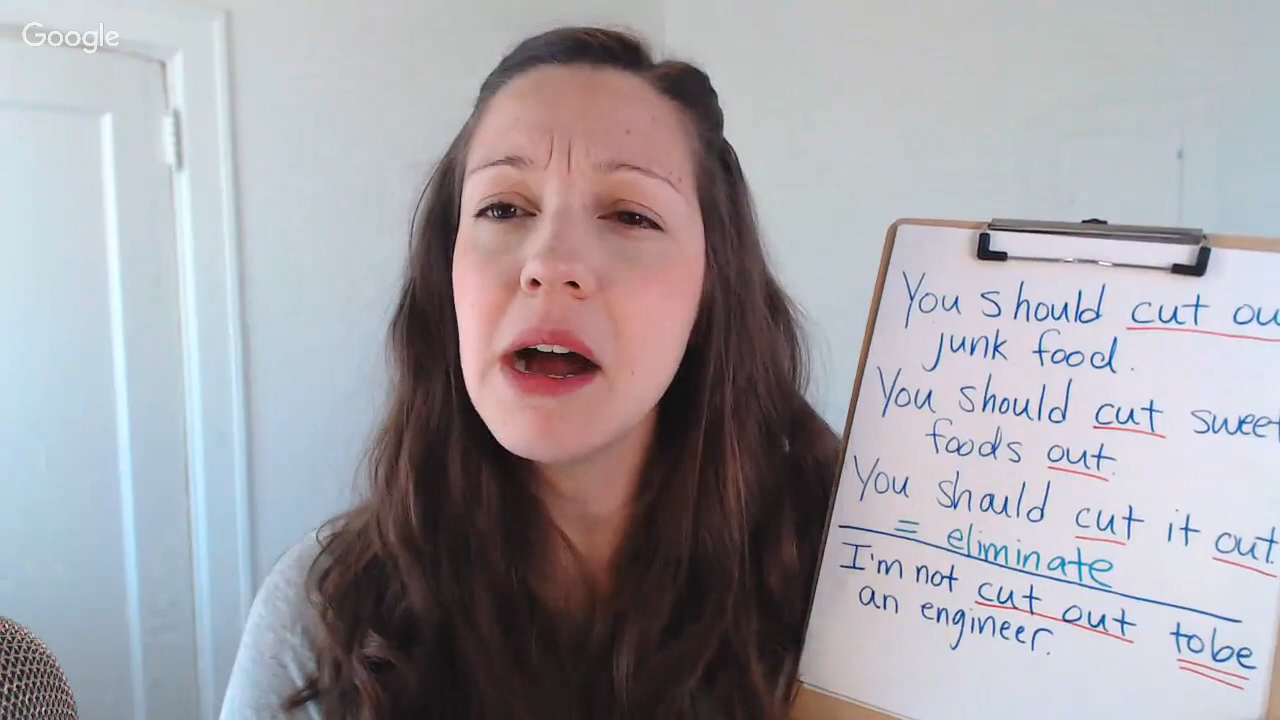 Google
You should cut ou
junk food.
You should cut sweet
foods out.
You should cut it out.
= eliminate
I'm not cut out to be
an engineer.